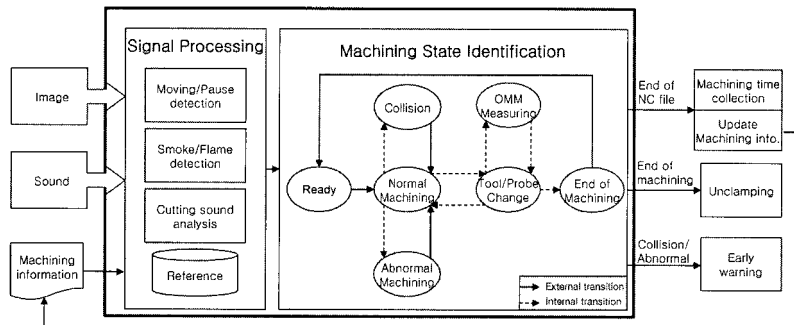 Signal Processing
Machining State Identification
Image
Sound
Machining
information
Moving/Pause
detection
Smoke/Flame
detection
Cutting sound
analysis
Reference
Collision
OMM
Measuring
Ready
Normal
Machining
Tool/Probe
Change
End of
Machining
Abnormal
Machining
External transition
Internal transition
End of
NC file
End of
machining
Collision/
Abnormal
Machining time
collection
Update
Machining info.
Unclamping
Early
warning